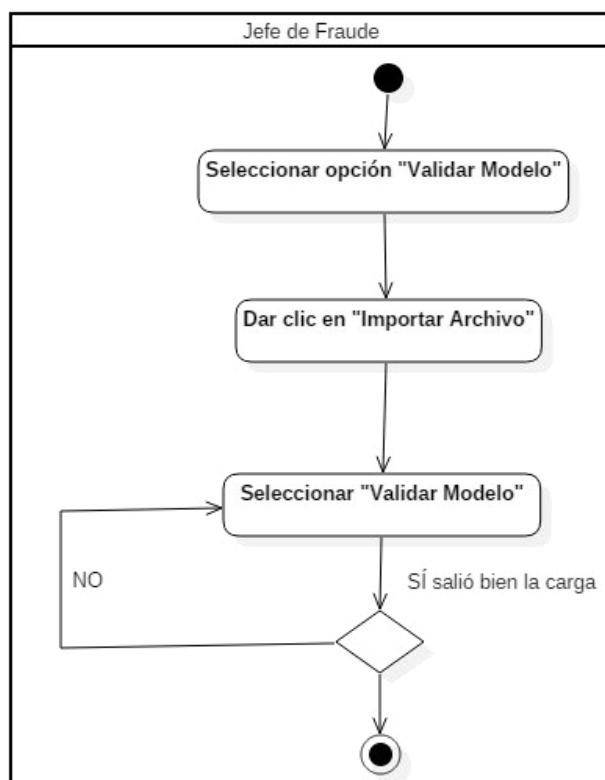 Jefe de Fraude
Seleccionar opción "Validar Modelo"
Dar clic en "Importar Archivo"
Seleccionar "Validar Modelo"
NO
SÍ salió bien la carga